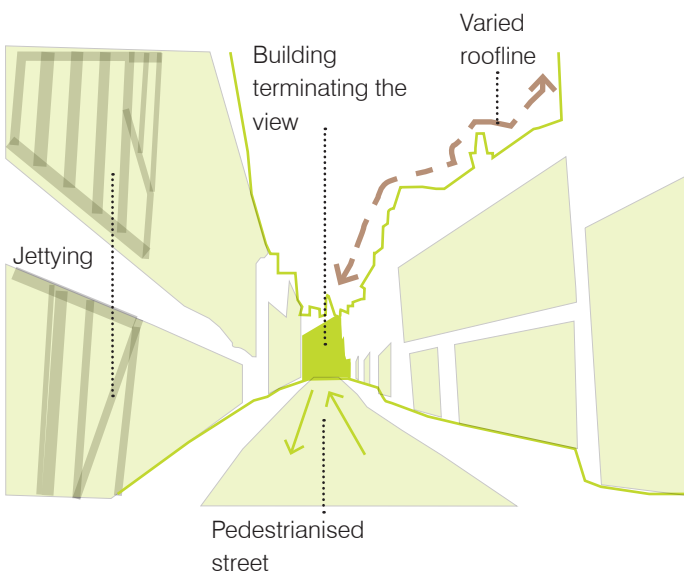 Varied
roofline
Building
terminating the
view
Jettying
Pedestrianised
street